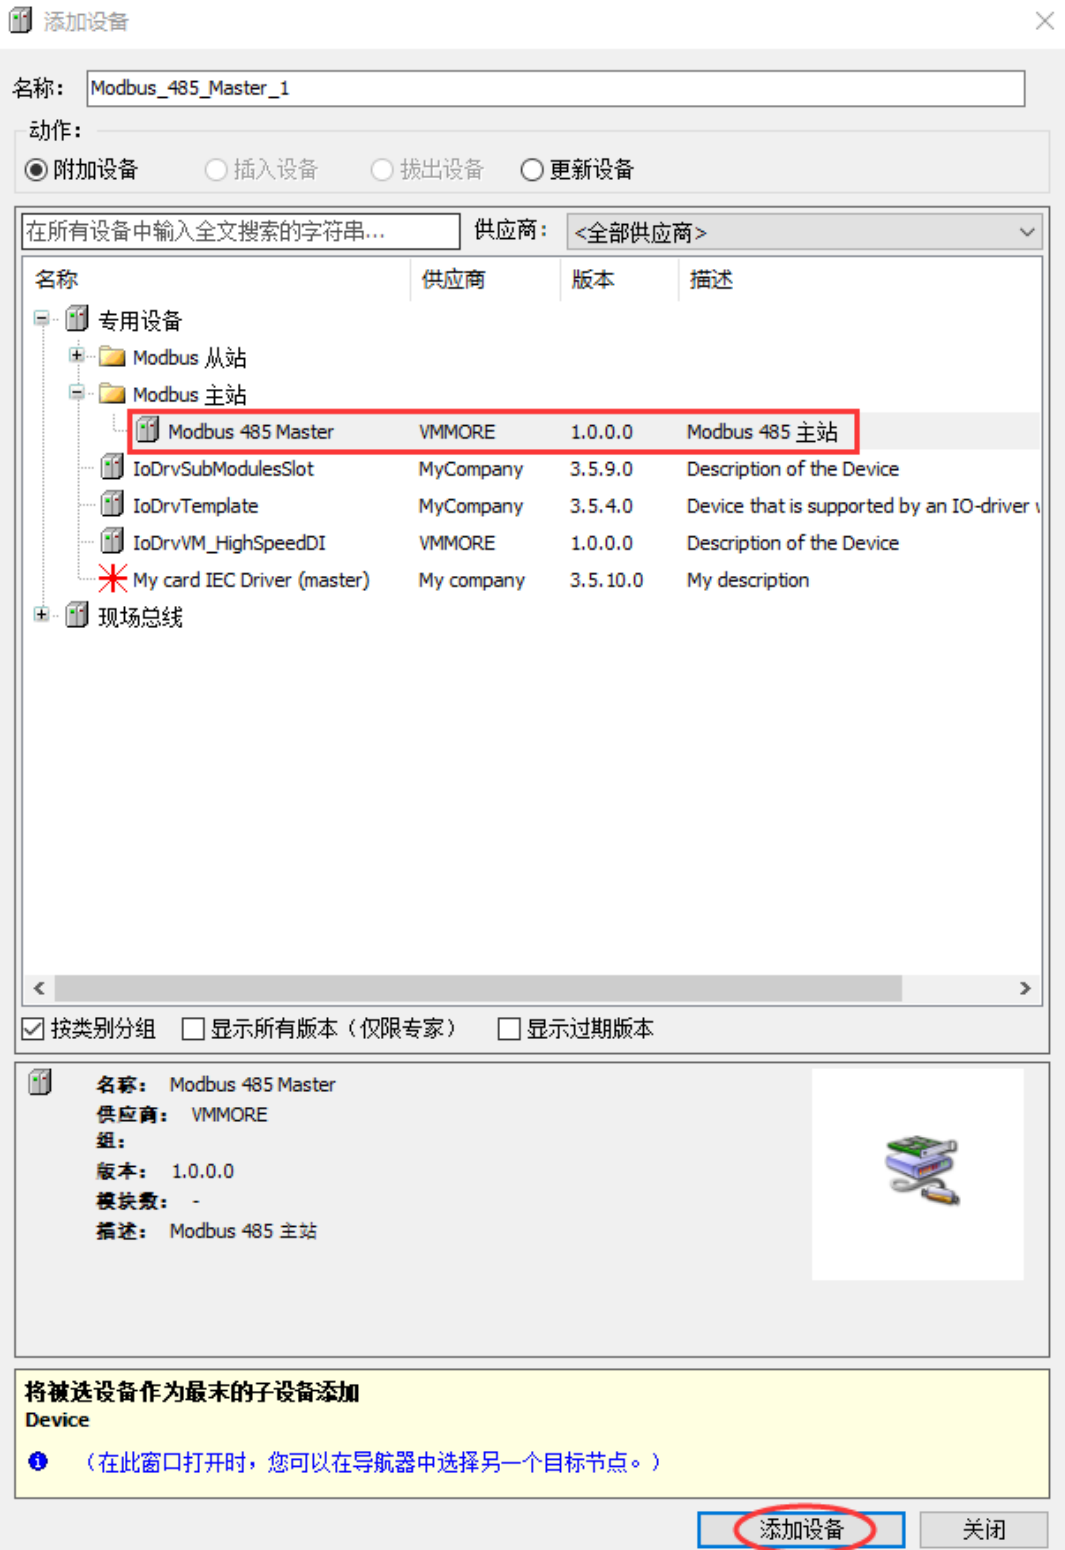 添加设备
名称： Modbus_485_Master_1
动作：
附加设备 插入设备 拔出设备 更新设备
在所有设备中输入全文搜索的字符串... 供应商： <全部供应商>
名称 供应商 版本 描述
专用设备
Modbus 从站
Modbus 主站
Modbus 485 Master VMMORE 1.0.0.0 Modbus 485 主站
IoDrvSubModulesSlot MyCompany 3.5.9.0 Description of the Device
IoDrvTemplate MyCompany 3.5.4.0 Device that is supported by an IO-driver
IoDrvVM_HighSpeedDI VMMORE 1.0.0.0 Description of the Device
My card IEC Driver (master) My company 3.5.10.0 My description
现场总线
按类别分组 显示所有版本（仅限专家） 显示过期版本
名称： Modbus 485 Master
供应商： VMMORE
组：
版本： 1.0.0.0
模块数： -
描述： Modbus 485 主站
将被选设备作为最末的子设备添加
Device
（在此窗口打开时，您可以在导航器中选择另一个目标节点。）
添加设备 关闭